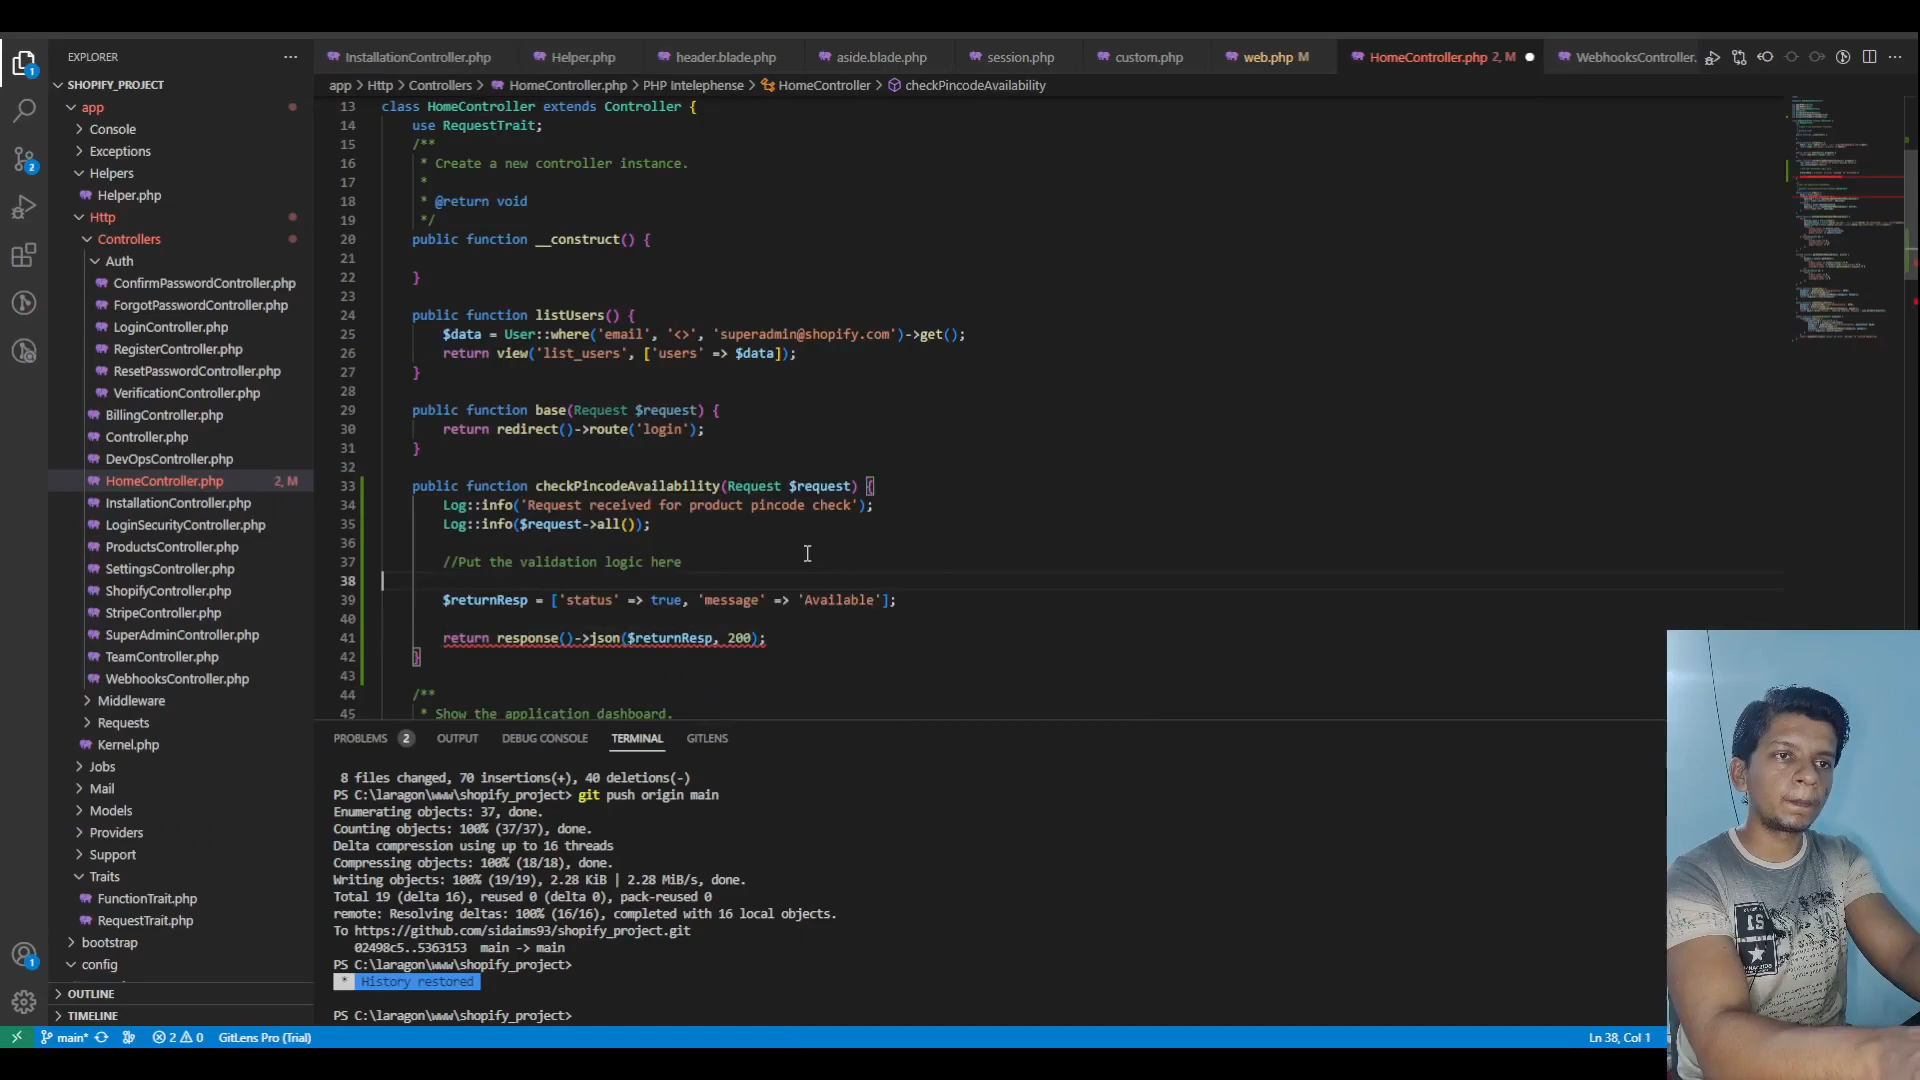 EXPLORER
InstallationController.php
Helper.php
header.blade.php
aside.blade.php
session.php
custom.php
web.php M
HomeController.php 2, M
WebhooksController.
app > Http > Controllers > HomeController.php > PHP Intelephense > HomeController > checkPincodeAvailability
SHOPIFY_PROJECT
app
Console
Exceptions
Helpers
Helper.php
Http
Controllers
Auth
ConfirmPasswordController.php
ForgotPasswordController.php
LoginController.php
RegisterController.php
ResetPasswordController.php
VerificationController.php
BillingController.php
Controller.php
DevOpsController.php
HomeController.php 2, M
InstallationController.php
LoginSecurityController.php
ProductsController.php
SettingsController.php
ShopifyController.php
StripeController.php
SuperAdminController.php
TeamController.php
WebhooksController.php
Middleware
Requests
Kernel.php
Jobs
Mail
Models
Providers
Support
Traits
FunctionTrait.php
RequestTrait.php
bootstrap
config
OUTLINE
TIMELINE
13 class HomeController extends Controller {
14 use RequestTrait;
15 /**
16 * Create a new controller instance.
17 *
18 * @return void
19 */
20 public function __construct() {
21
22 }
23
24 public function listUsers() {
25 $data = User::where('email', '<>', 'superadmin@shopify.com')->get();
26 return view('list_users', ['users' => $data]);
27 }
28
29 public function base(Request $request) {
30 return redirect()->route('login');
31 }
32
33 public function checkPincodeAvailability(Request $request) {
34 Log::info('Request received for product pincode check');
35 Log::info($request->all());
36
37 //Put the validation logic here
38
39 $returnResp = ['status' => true, 'message' => 'Available'];
40
41 return response()->json($returnResp, 200);
42 }
43
44 /**
45 * Show the application dashboard.
PROBLEMS 2 OUTPUT DEBUG CONSOLE TERMINAL GITLENS
8 files changed, 70 insertions(+), 40 deletions(-)
PS C:\laragon\www\shopify_project> git push origin main
Enumerating objects: 37, done.
Counting objects: 100% (37/37), done.
Delta compression using up to 16 threads
Compressing objects: 100% (18/18), done.
Writing objects: 100% (19/19), 2.28 KiB | 2.28 MiB/s, done.
Total 19 (delta 16), reused 0 (delta 0), pack-reused 0
remote: Resolving deltas: 100% (16/16), completed with 16 local objects.
To https://github.com/sidaims93/shopify_project.git
02498c5..5363153 main -> main
PS C:\laragon\www\shopify_project>
* History restored
PS C:\laragon\www\shopify_project>
main* 2 0 GitLens Pro (Trial)
Ln 38, Col 1